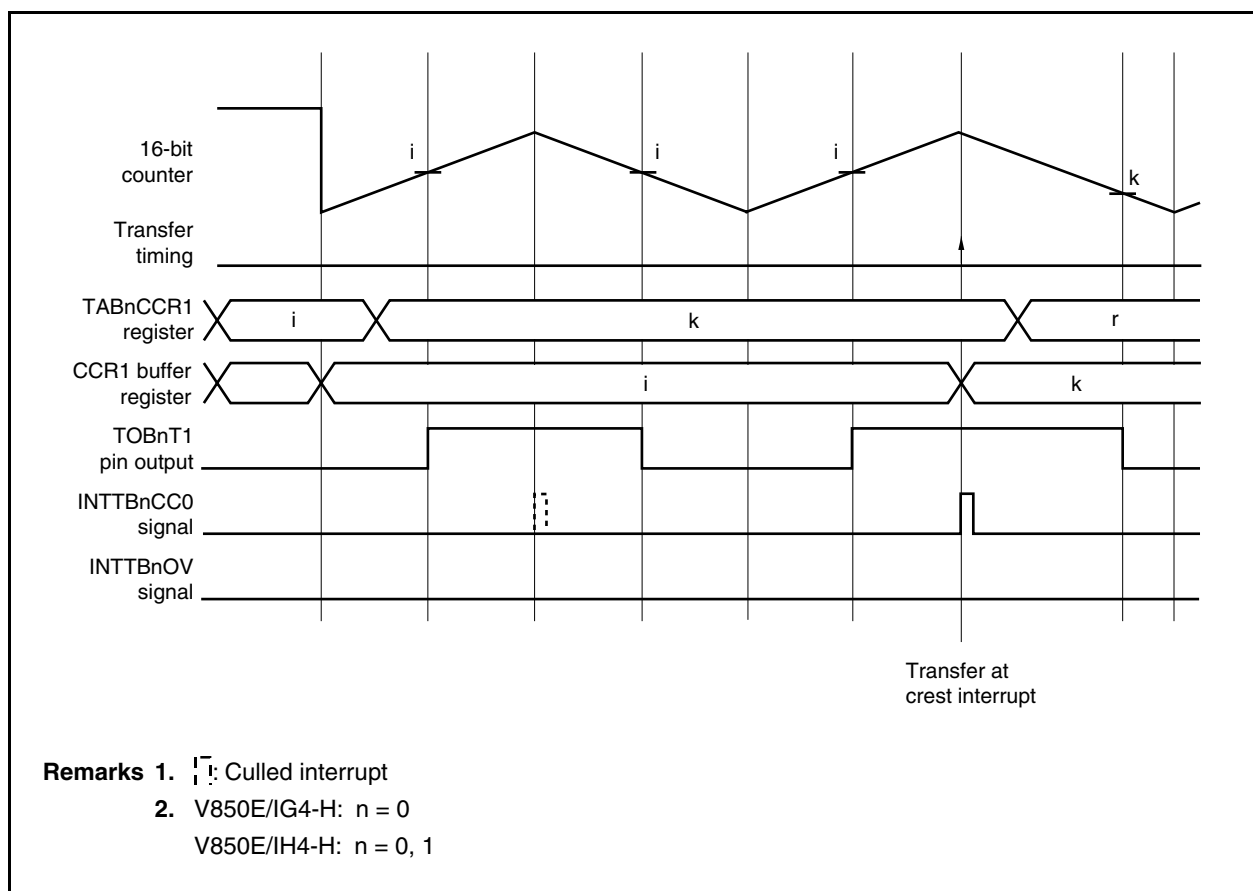 16-bit
counter
i
i
i
k
Transfer
timing
TABnCCR1
register
i
k
r
CCR1 buffer
register
i
k
TOBnT1
pin output
INTTBnCC0
signal
INTTBnOV
signal
Transfer at
crest interrupt
Remarks 1. : Culled interrupt
2. V850E/IG4-H: n = 0
V850E/IH4-H: n = 0, 1